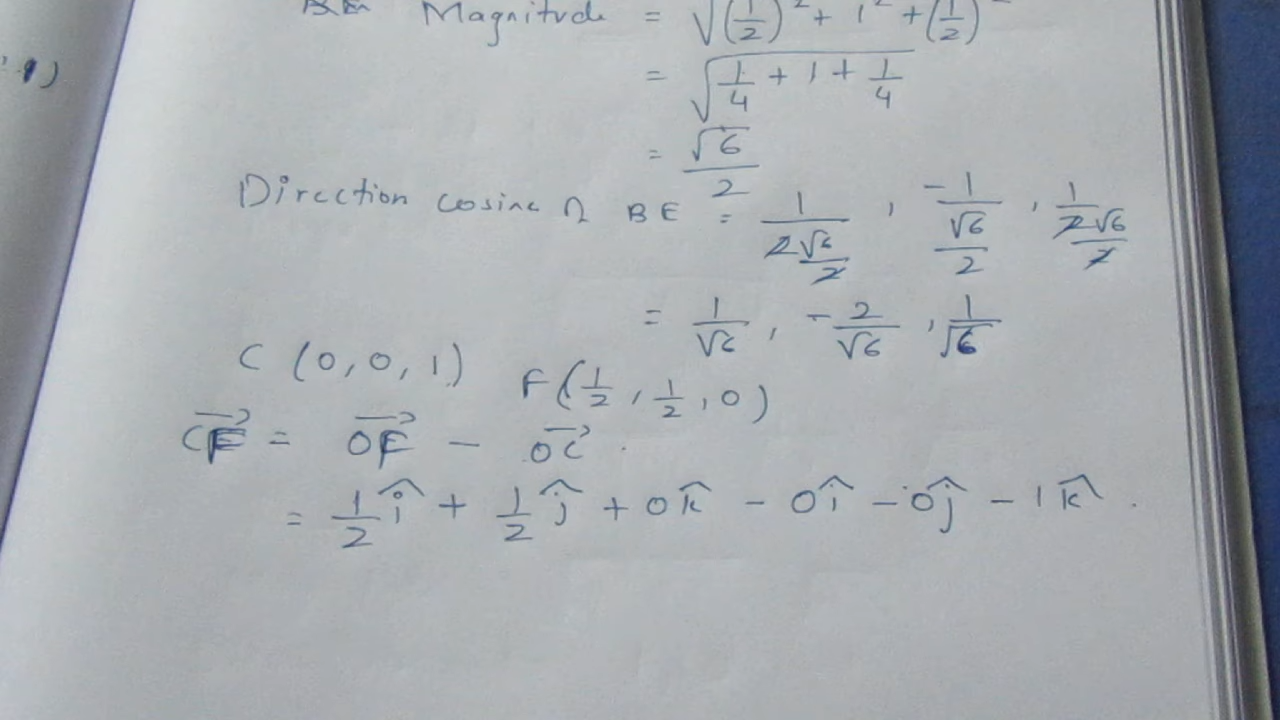 Magnitude = √(1/2)² + 1² + (1/2)²
1)
= √1/4 + 1 + 1/4
= √6/2
Direction cosine of BE = 1/(2√6/2), -1/(√6/2), 1/(2√6/2)
= 1/√6, -2/√6, 1/√6
C (0, 0, 1) F(1/2, 1/2, 0)
CF = OF - OC
= 1/2 î + 1/2 ĵ + 0k̂ - 0î - 0ĵ - 1k̂.